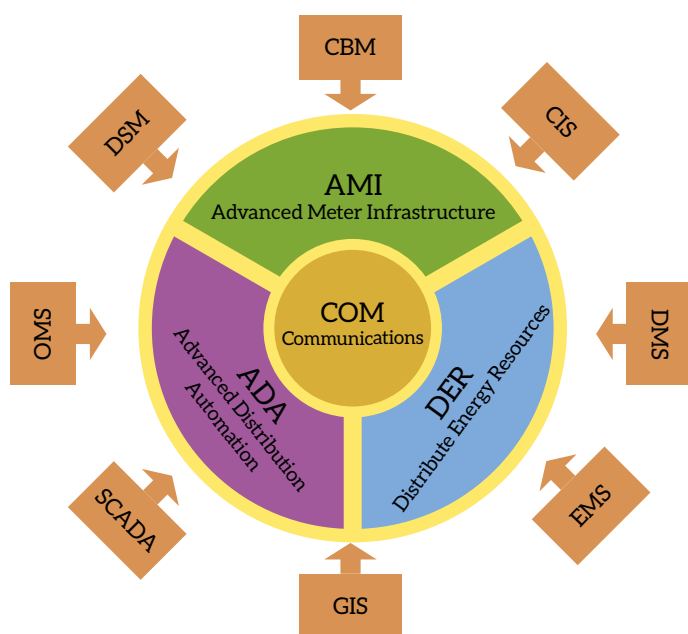 CBM
DSM
CIS
AMI
Advanced Meter Infrastructure
OMS
COM
Communications
DMS
ADA
Advanced Distribution
Automation
DER
Distribute Energy Resources
SCADA
EMS
GIS